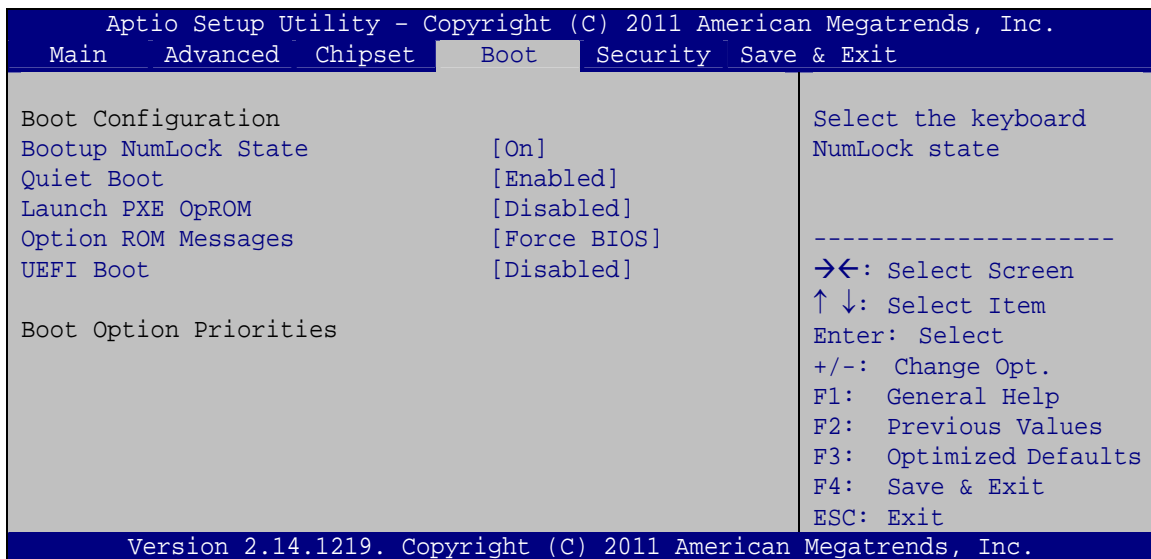 Aptio Setup Utility – Copyright (C) 2011 American Megatrends, Inc.
Main Advanced Chipset Boot Security Save & Exit
Boot Configuration
Bootup NumLock State [On]
Quiet Boot [Enabled]
Launch PXE OpROM [Disabled]
Option ROM Messages [Force BIOS]
UEFI Boot [Disabled]
Boot Option Priorities
Select the keyboard
NumLock state
---------------------
→←: Select Screen
↑ ↓: Select Item
Enter: Select
+/-: Change Opt.
F1: General Help
F2: Previous Values
F3: Optimized Defaults
F4: Save & Exit
ESC: Exit
Version 2.14.1219. Copyright (C) 2011 American Megatrends, Inc.